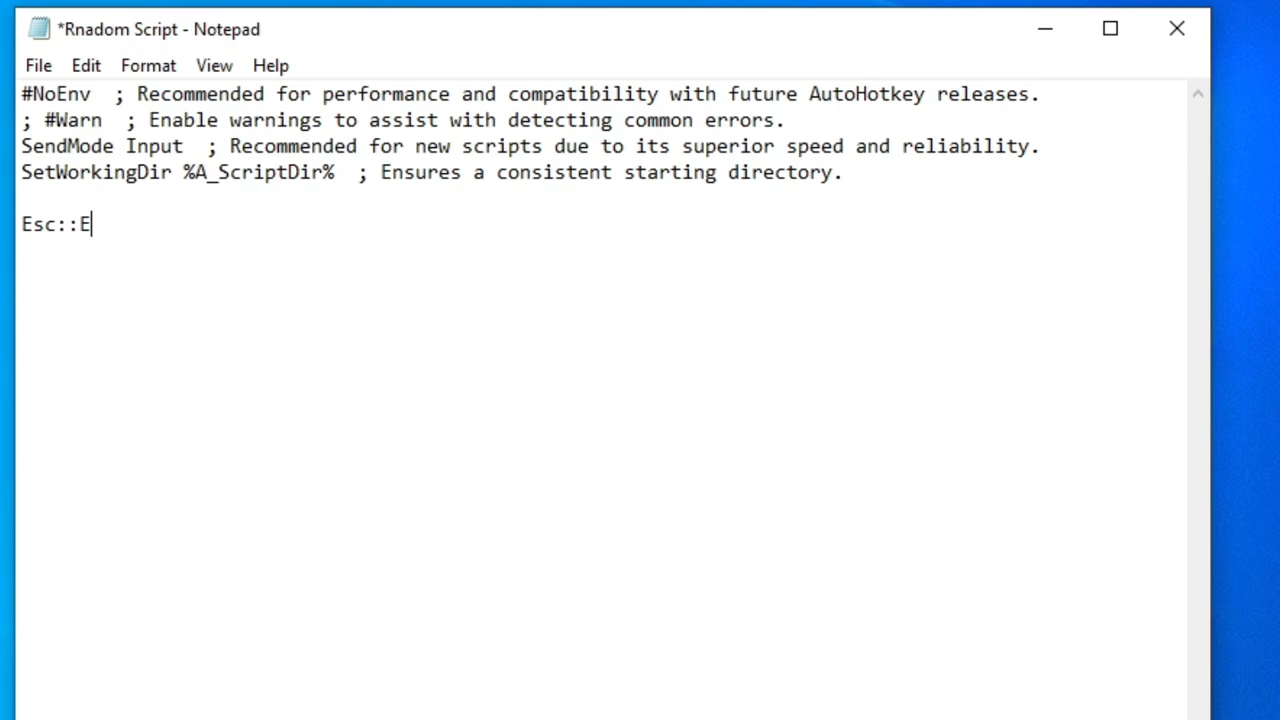 *Rnadom Script - Notepad
File Edit Format View Help
#NoEnv  ; Recommended for performance and compatibility with future AutoHotkey releases.
; #Warn  ; Enable warnings to assist with detecting common errors.
SendMode Input  ; Recommended for new scripts due to its superior speed and reliability.
SetWorkingDir %A_ScriptDir%  ; Ensures a consistent starting directory.
Esc::E